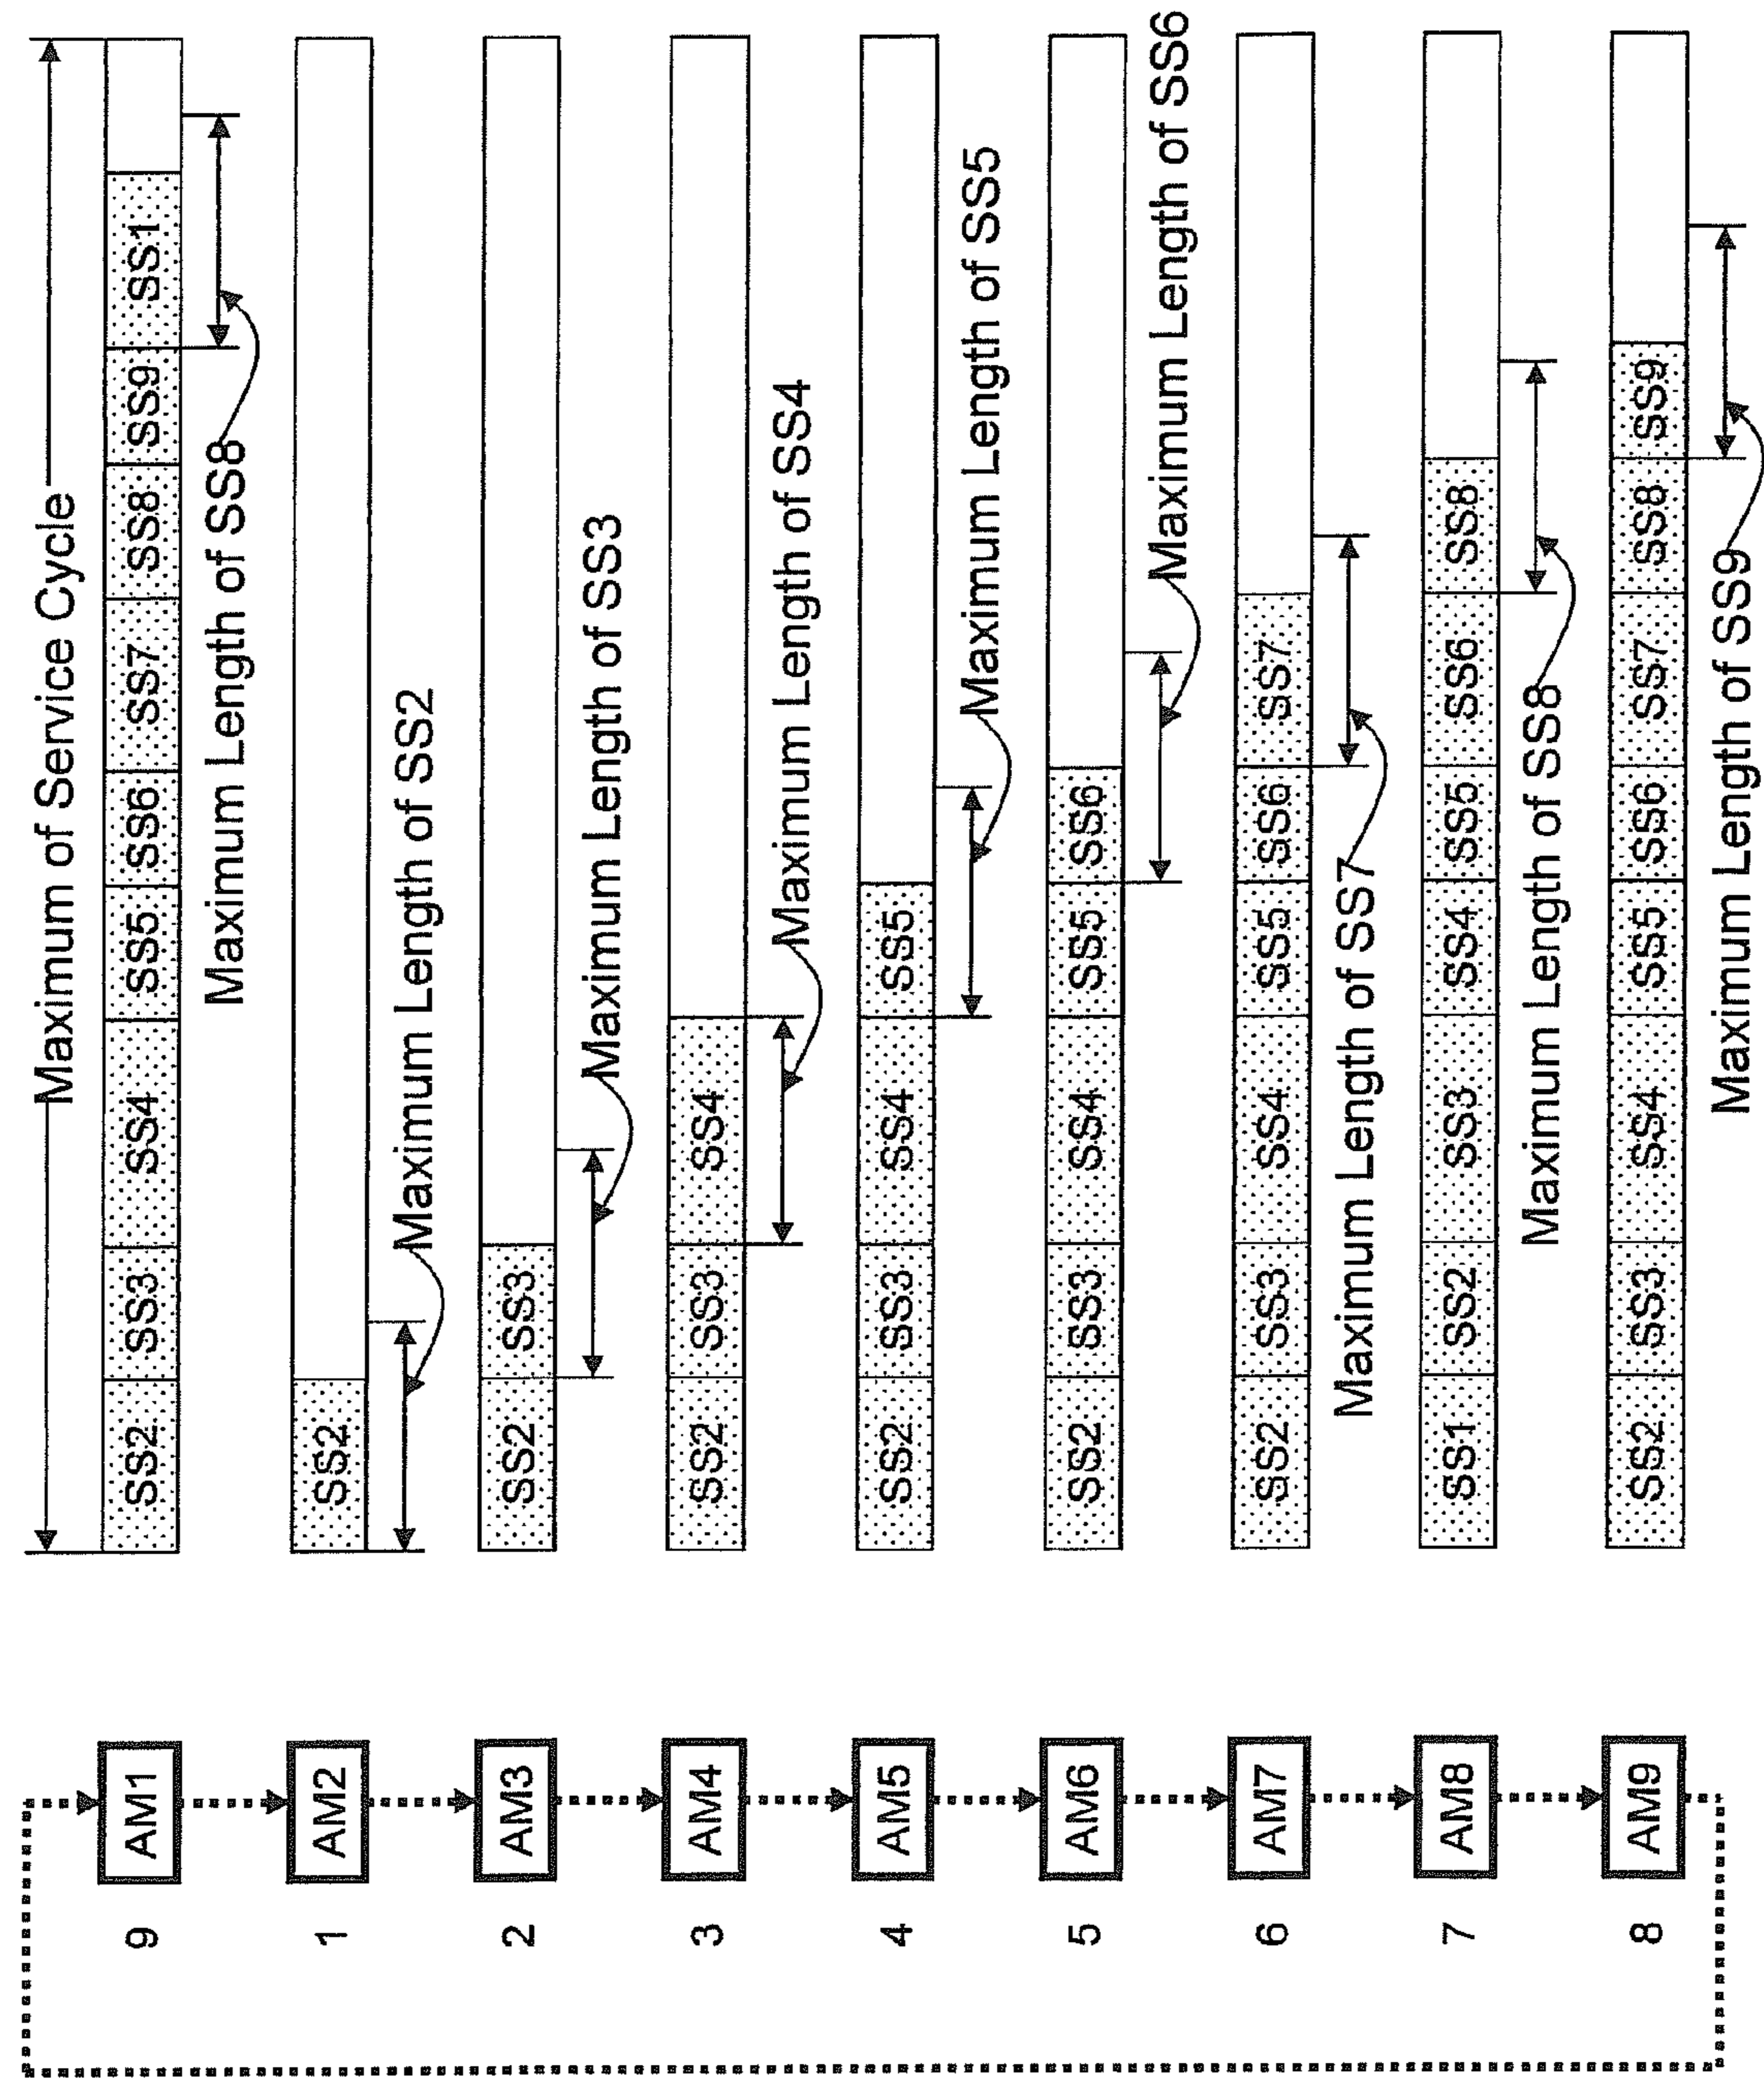 Maximum of Service Cycle
9 AM1 SS2 SS3 SS4 SS5 SS6 SS7 SS8 SS9 SS1
Maximum Length of SS8
1 AM2 SS2
Maximum Length of SS2
2 AM3 SS2 SS3
Maximum Length of SS3
3 AM4 SS2 SS3 SS4
Maximum Length of SS4
4 AM5 SS2 SS3 SS4 SS5
Maximum Length of SS5
5 AM6 SS2 SS3 SS4 SS5 SS6
Maximum Length of SS6
6 AM7 SS2 SS3 SS4 SS5 SS6 SS7
Maximum Length of SS7
7 AM8 SS1 SS2 SS3 SS4 SS5 SS6 SS8
Maximum Length of SS8
8 AM9 SS2 SS3 SS4 SS5 SS6 SS7 SS8 SS9
Maximum Length of SS9